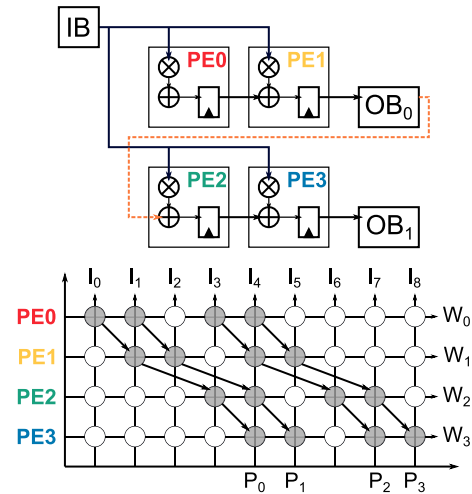 IB
PE0 PE1
OB₀
PE2 PE3
OB₁
I₀ I₁ I₂ I₃ I₄ I₅ I₆ I₇ I₈
PE0 W₀
PE1 W₁
PE2 W₂
PE3 W₃
P₀ P₁ P₂ P₃